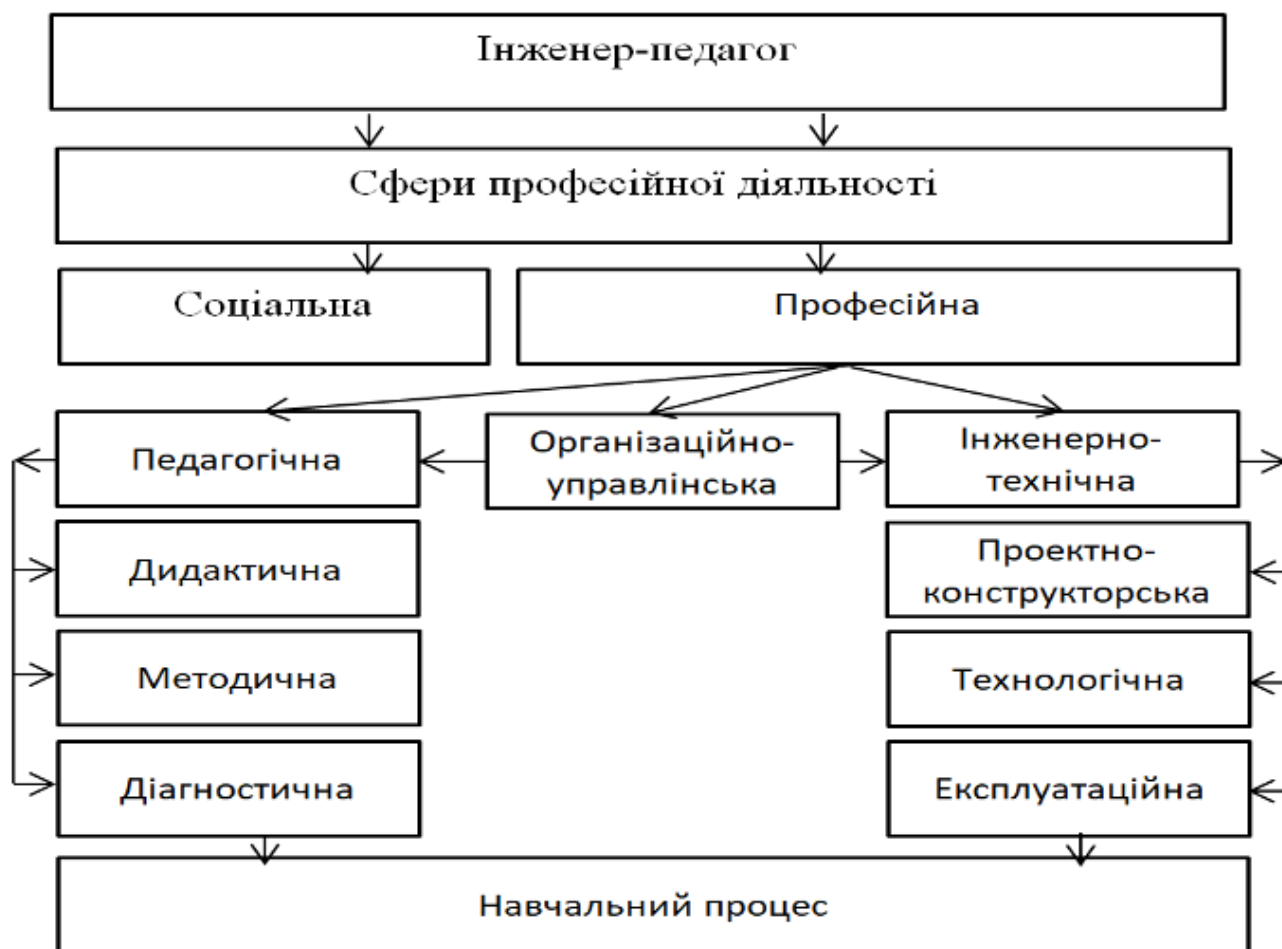 Інженер-педагог
Сфери професійної діяльності
Соціальна
Професійна
Педагогічна
Організаційно-
управлінська
Інженерно-
технічна
Дидактична
Проектно-
конструкторська
Методична
Технологічна
Діагностична
Експлуатаційна
Навчальний процес